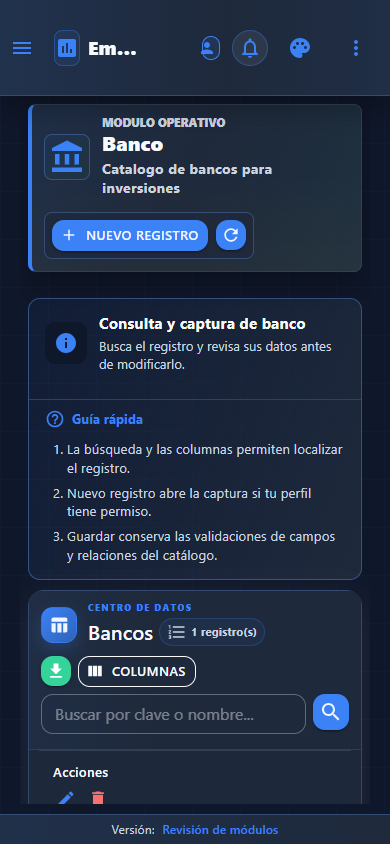 Em...
MODULO OPERATIVO
Banco
Catalogo de bancos para
inversiones
NUEVO REGISTRO
Consulta y captura de banco
Busca el registro y revisa sus datos antes
de modificarlo.
Guía rápida
1. La búsqueda y las columnas permiten localizar
el registro.
2. Nuevo registro abre la captura si tu perfil
tiene permiso.
3. Guardar conserva las validaciones de campos
y relaciones del catálogo.
CENTRO DE DATOS
Bancos
1 registro(s)
COLUMNAS
Buscar por clave o nombre...
Acciones
Versión: Revisión de módulos